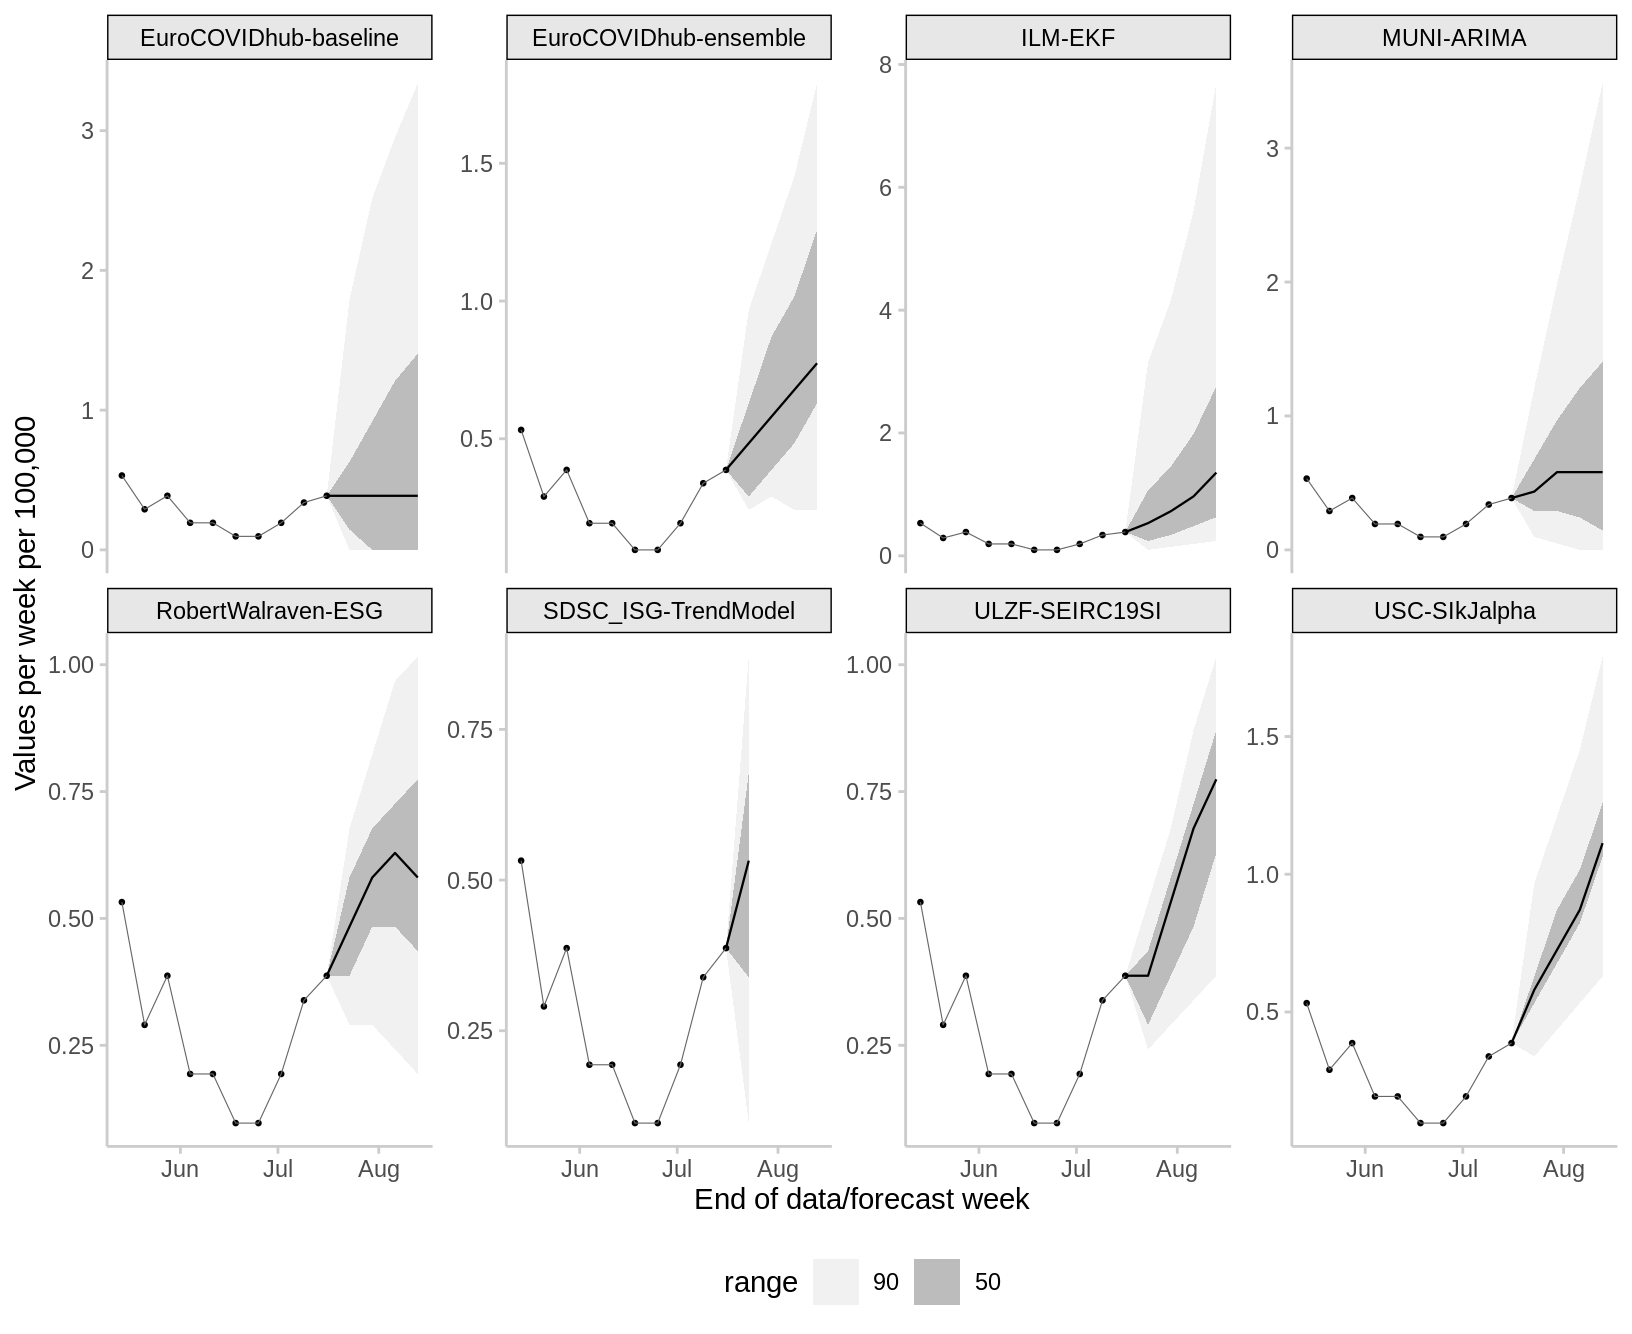 EuroCOVIDhub-baseline
EuroCOVIDhub-ensemble
ILM-EKF
MUNI-ARIMA
3
2
1
0
1.5
1.0
0.5
8
6
4
2
0
3
2
1
0
Values per week per 100,000
RobertWalraven-ESG
SDSC_ISG-TrendModel
ULZF-SEIRC19SI
USC-SIkJalpha
1.00
0.75
0.50
0.25
0.75
0.50
0.25
1.00
0.75
0.50
0.25
1.5
1.0
0.5
Jun Jul Aug
Jun Jul Aug
Jun Jul Aug
Jun Jul Aug
End of data/forecast week
range 90 50